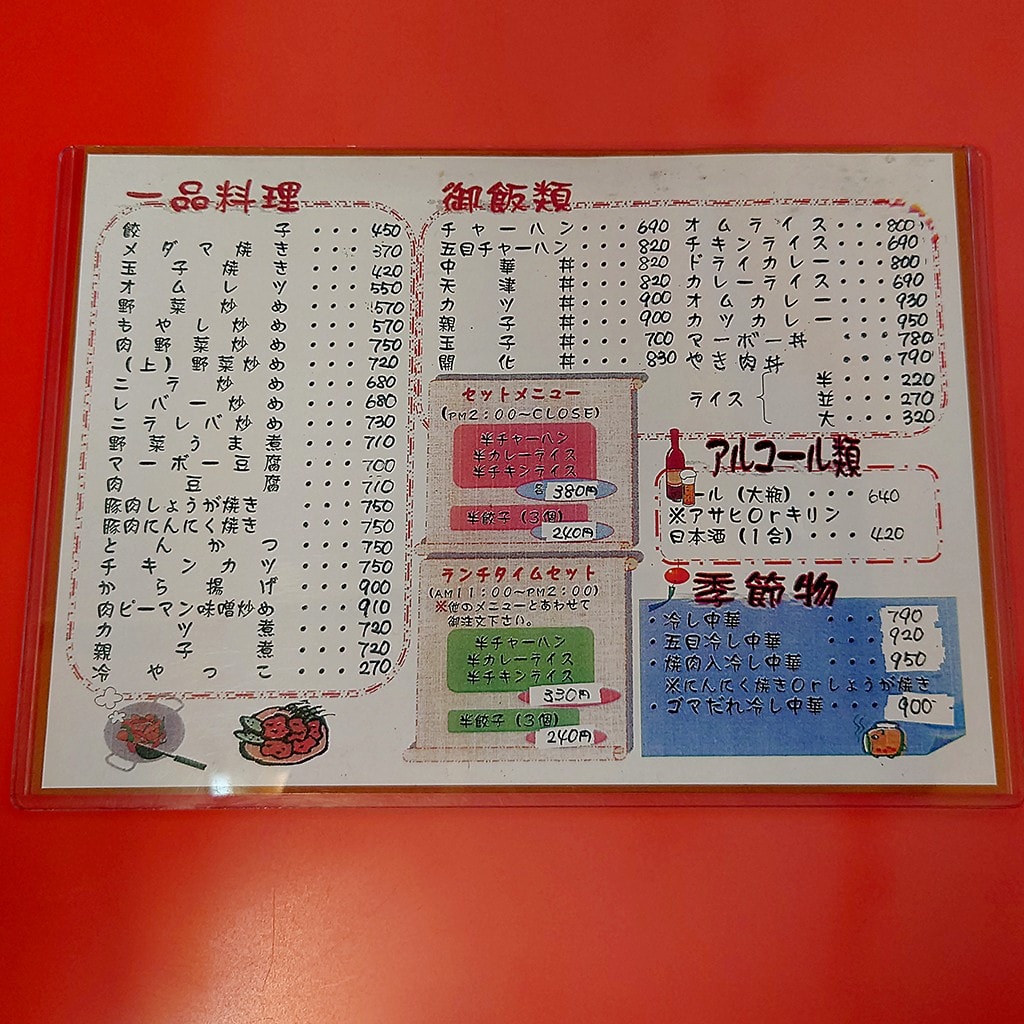 一品料理
餃子・・・450
メダマ焼き・・・370
玉子焼き・・・420
オムレツ・・・550
野菜炒め・・・570
もやし炒め・・・570
肉野菜炒め・・・750
(上)野菜炒め・・・720
ニラ炒め・・・680
レバー炒め・・・680
ニラレバ炒め・・・730
野菜うま煮・・・710
マーボー豆腐・・・700
肉豆腐・・・710
豚肉しょうが焼き・・・750
豚肉にんにく焼き・・・750
とんかつ・・・750
チキンカツ・・・750
から揚げ・・・900
肉ピーマン味噌炒め・・・910
カツ煮・・・720
親子煮・・・720
冷やっこ・・・270
御飯類
チャーハン・・・690
五目チャーハン・・・820
中華丼・・・820
天津丼・・・820
カツ丼・・・900
親子丼・・・900
玉子丼・・・700
開化丼・・・830
オムライス・・・800
チキンライス・・・690
ドライカレー・・・800
カレーライス・・・690
オムカレー・・・930
カツカレー・・・950
マーボー丼・・・780
やき肉丼・・・790
ライス
半・・・220
並・・・270
大・・・320
セットメニュー
(PM2:00~CLOSE)
半チャーハン
半カレーライス
半チキンライス
各380円
半餃子(3個)
240円
ランチタイムセット
(AM11:00~PM2:00)
※他のメニューとあわせて
御注文下さい。
半チャーハン
半カレーライス
半チキンライス
330円
半餃子(3個)
240円
アルコール類
ール(大瓶)・・・640
※アサヒOrキリン
日本酒(1合)・・・420
季節物
・冷し中華・・・790
・五目冷し中華・・・920
・焼肉入冷し中華・・・950
※にんにく焼きOrしょうが焼き
・ゴマだれ冷し中華・・・900